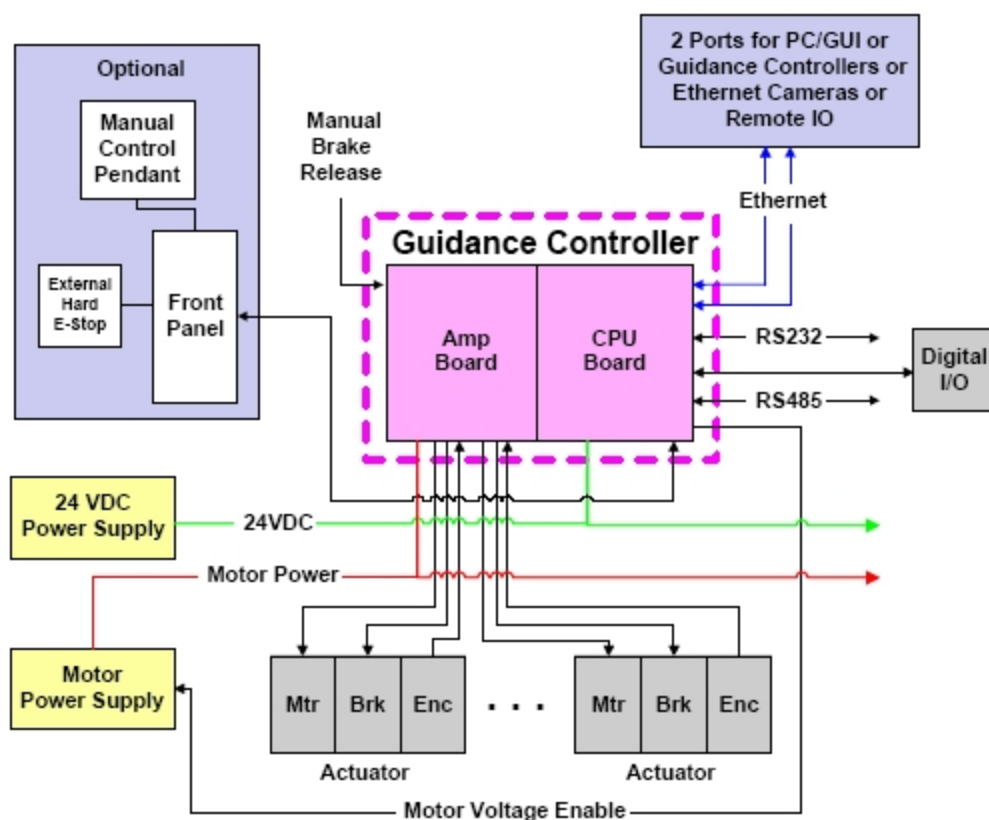 Optional
Manual
Control
Pendant
External
Hard
E-Stop
Front
Panel
Manual
Brake
Release
2 Ports for PC/GUI or
Guidance Controllers or
Ethernet Cameras or
Remote IO
Ethernet
Guidance Controller
Amp
Board
CPU
Board
RS232
RS485
Digital
I/O
24 VDC
Power Supply
24VDC
Motor Power
Motor
Power Supply
Mtr
Brk
Enc
. . .
Mtr
Brk
Enc
Actuator
Actuator
Motor Voltage Enable